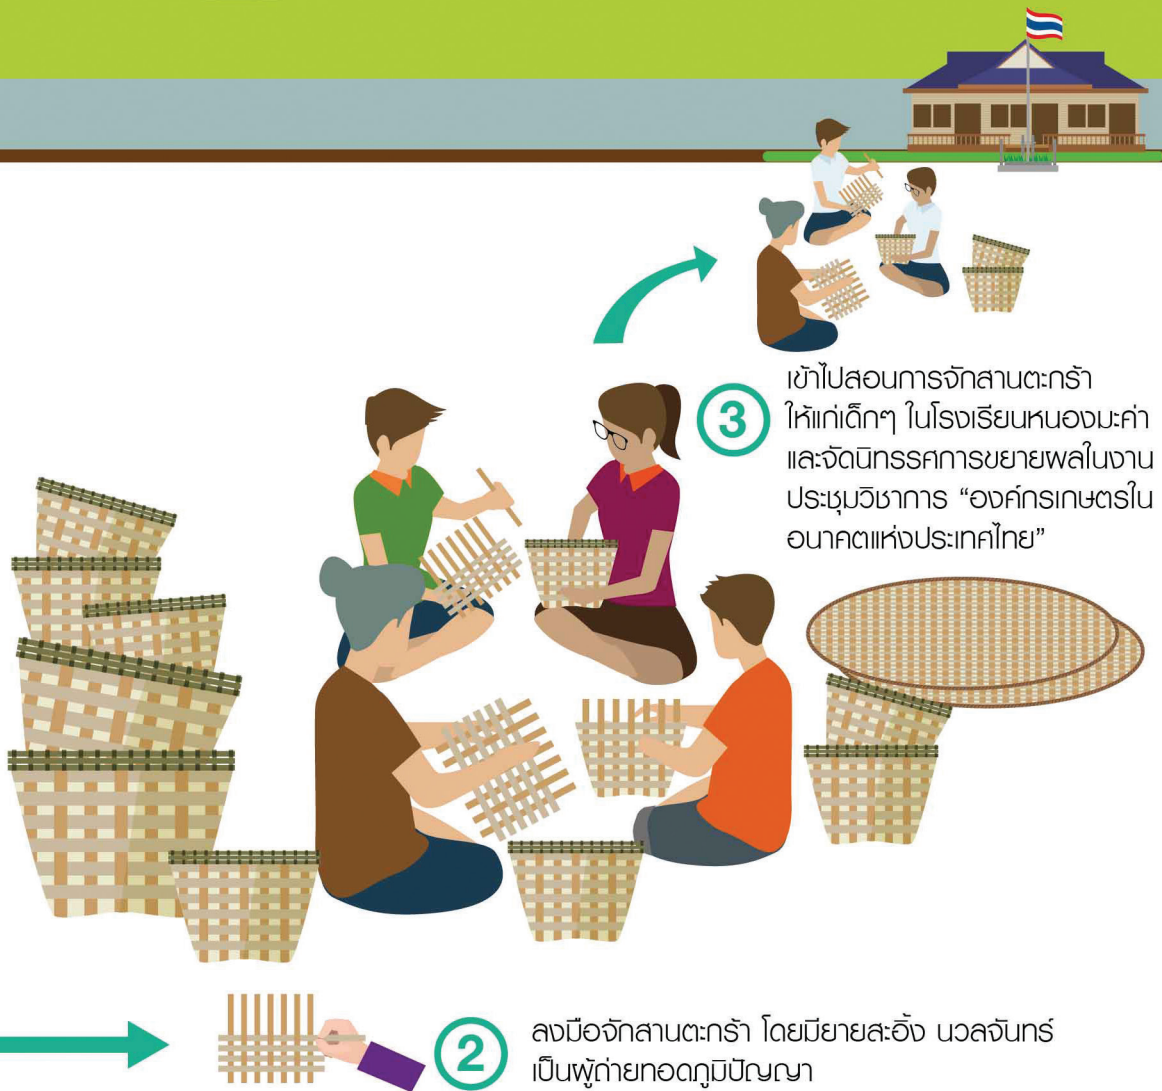 3
เข้าไปสอนการจักสานตะกร้า
ให้แก่เด็กๆ ในโรงเรียนหนองมะค่า
และจัดนิทรรศการขยายผลในงาน
ประชุมวิชาการ “องค์กรเกษตรใน
อนาคตแห่งประเทศไทย”
2
ลงมือจักสานตะกร้า โดยมียายสะอิ้ง นวลจันทร์
เป็นผู้ถ่ายทอดภูมิปัญญา